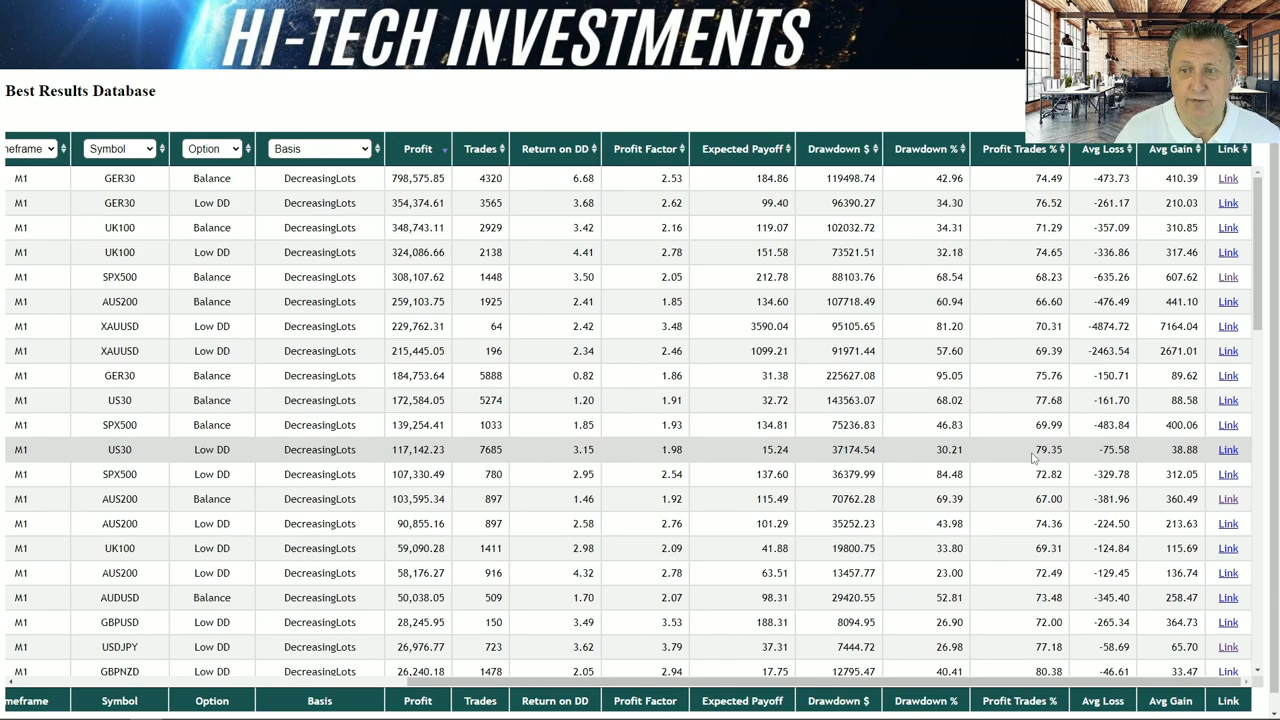 HI-TECH INVESTMENTS
Best Results Database
neframe Symbol Option Basis Profit Trades Return on DD Profit Factor Expected Payoff Drawdown $ Drawdown % Profit Trades % Avg Loss Avg Gain Link
M1 GER30 Balance DecreasingLots 798,575.85 4320 6.68 2.53 184.86 119498.74 42.96 74.49 -473.73 410.39 Link
M1 GER30 Low DD DecreasingLots 354,374.61 3565 3.68 2.62 99.40 96390.27 34.30 76.52 -261.17 210.03 Link
M1 UK100 Balance DecreasingLots 348,743.11 2929 3.42 2.16 119.07 102032.72 34.31 71.29 -357.09 310.85 Link
M1 UK100 Low DD DecreasingLots 324,086.66 2138 4.41 2.78 151.58 73521.51 32.18 74.65 -336.86 317.46 Link
M1 SPX500 Balance DecreasingLots 308,107.62 1448 3.50 2.05 212.78 88103.76 68.54 68.23 -635.26 607.62 Link
M1 AUS200 Balance DecreasingLots 259,103.75 1925 2.41 1.85 134.60 107718.49 60.94 66.60 -476.49 441.10 Link
M1 XAUUSD Low DD DecreasingLots 229,762.31 64 2.42 3.48 3590.04 95105.65 81.20 70.31 -4874.72 7164.04 Link
M1 XAUUSD Low DD DecreasingLots 215,445.05 196 2.34 2.46 1099.21 91971.44 57.60 69.39 -2463.54 2671.01 Link
M1 GER30 Balance DecreasingLots 184,753.64 5888 0.82 1.86 31.38 225627.08 95.05 75.76 -150.71 89.62 Link
M1 US30 Balance DecreasingLots 172,584.05 5274 1.20 1.91 32.72 143563.07 68.02 77.68 -161.70 88.58 Link
M1 SPX500 Balance DecreasingLots 139,254.41 1033 1.85 1.93 134.81 75236.83 46.83 69.99 -483.84 400.06 Link
M1 US30 Low DD DecreasingLots 117,142.23 7685 3.15 1.98 15.24 37174.54 30.21 79.35 -75.58 38.88 Link
M1 SPX500 Low DD DecreasingLots 107,330.49 780 2.95 2.54 137.60 36379.99 84.48 72.82 -329.78 312.05 Link
M1 AUS200 Balance DecreasingLots 103,595.34 897 1.46 1.92 115.49 70762.28 69.39 67.00 -381.96 360.49 Link
M1 AUS200 Low DD DecreasingLots 90,855.16 897 2.58 2.76 101.29 35252.23 43.98 74.36 -224.50 213.63 Link
M1 UK100 Low DD DecreasingLots 59,090.28 1411 2.98 2.09 41.88 19800.75 33.80 69.31 -124.84 115.69 Link
M1 AUS200 Low DD DecreasingLots 58,176.27 916 4.32 2.78 63.51 13457.77 23.00 72.49 -129.45 136.74 Link
M1 AUDUSD Balance DecreasingLots 50,038.05 509 1.70 2.07 98.31 29420.55 52.81 73.48 -345.40 258.47 Link
M1 GBPUSD Low DD DecreasingLots 28,245.95 150 3.49 3.53 188.31 8094.95 26.90 72.00 -265.34 364.73 Link
M1 USDJPY Low DD DecreasingLots 26,976.77 723 3.62 3.79 37.31 7444.72 26.98 77.18 -58.69 65.70 Link
M1 GBPNZD Low DD DecreasingLots 26,240.18 1478 2.05 2.94 17.75 12795.47 40.41 80.38 -46.61 33.47 Link
meframe Symbol Option Basis Profit Trades Return on DD Profit Factor Expected Payoff Drawdown $ Drawdown % Profit Trades % Avg Loss Avg Gain Link